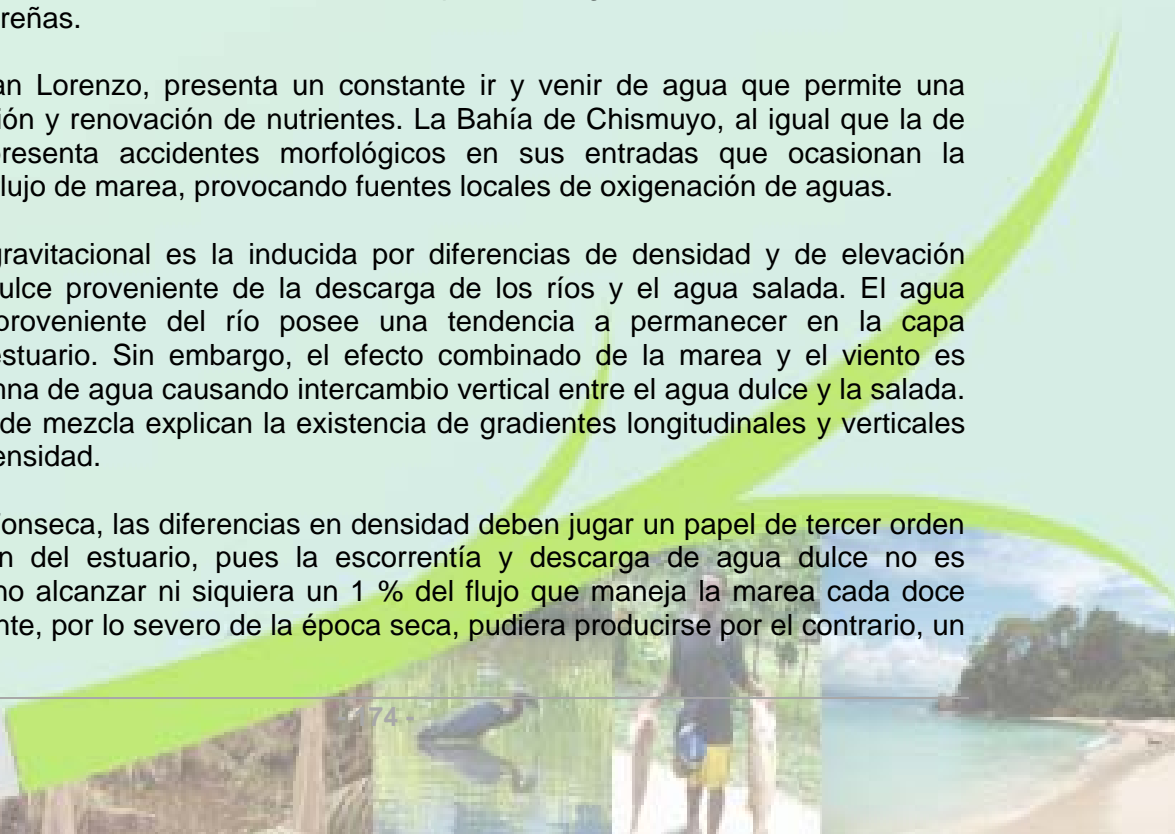 reñas.
an Lorenzo, presenta un constante ir y venir de agua que permite una
ión y renovación de nutrientes. La Bahía de Chismuyo, al igual que la de
presenta accidentes morfológicos en sus entradas que ocasionan la
lujo de marea, provocando fuentes locales de oxigenación de aguas.
gravitacional es la inducida por diferencias de densidad y de elevación
ulce proveniente de la descarga de los ríos y el agua salada. El agua
proveniente del río posee una tendencia a permanecer en la capa
estuario. Sin embargo, el efecto combinado de la marea y el viento es
nna de agua causando intercambio vertical entre el agua dulce y la salada.
de mezcla explican la existencia de gradientes longitudinales y verticales
ensidad.
onseca, las diferencias en densidad deben jugar un papel de tercer orden
n del estuario, pues la escorrentía y descarga de agua dulce no es
no alcanzar ni siquiera un 1 % del flujo que maneja la marea cada doce
nte, por lo severo de la época seca, pudiera producirse por el contrario, un
74 -